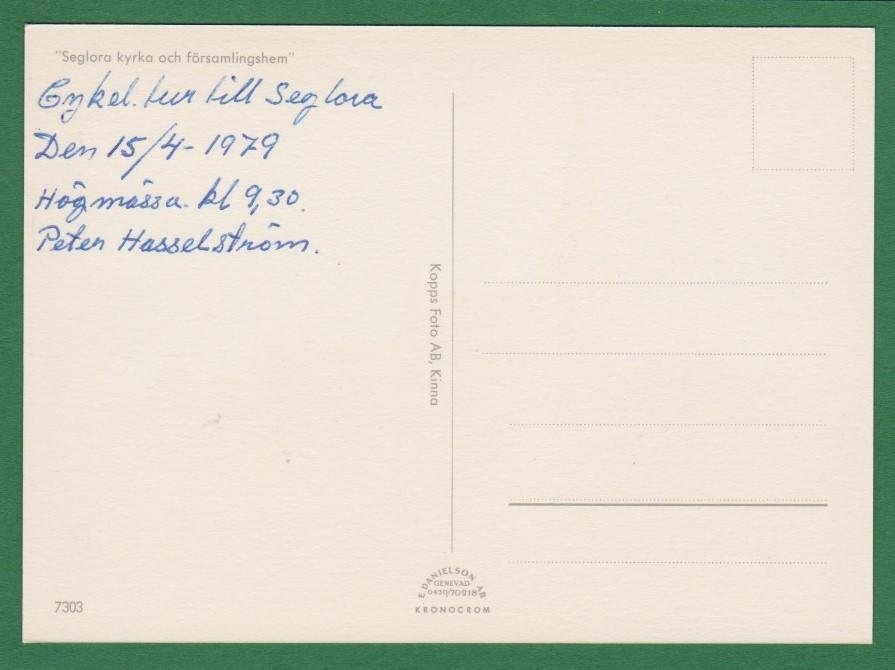 "Seglora kyrka och församlingshem"
Cykel.tur till Seglora
Den 15/4-1979
Högmässa. kl 9,30.
Peter Hasselström.
Kopps Foto AB, Kinna
E. DANIELSON AB
GENEVAD
0430/70218
KRONOCROM
7303